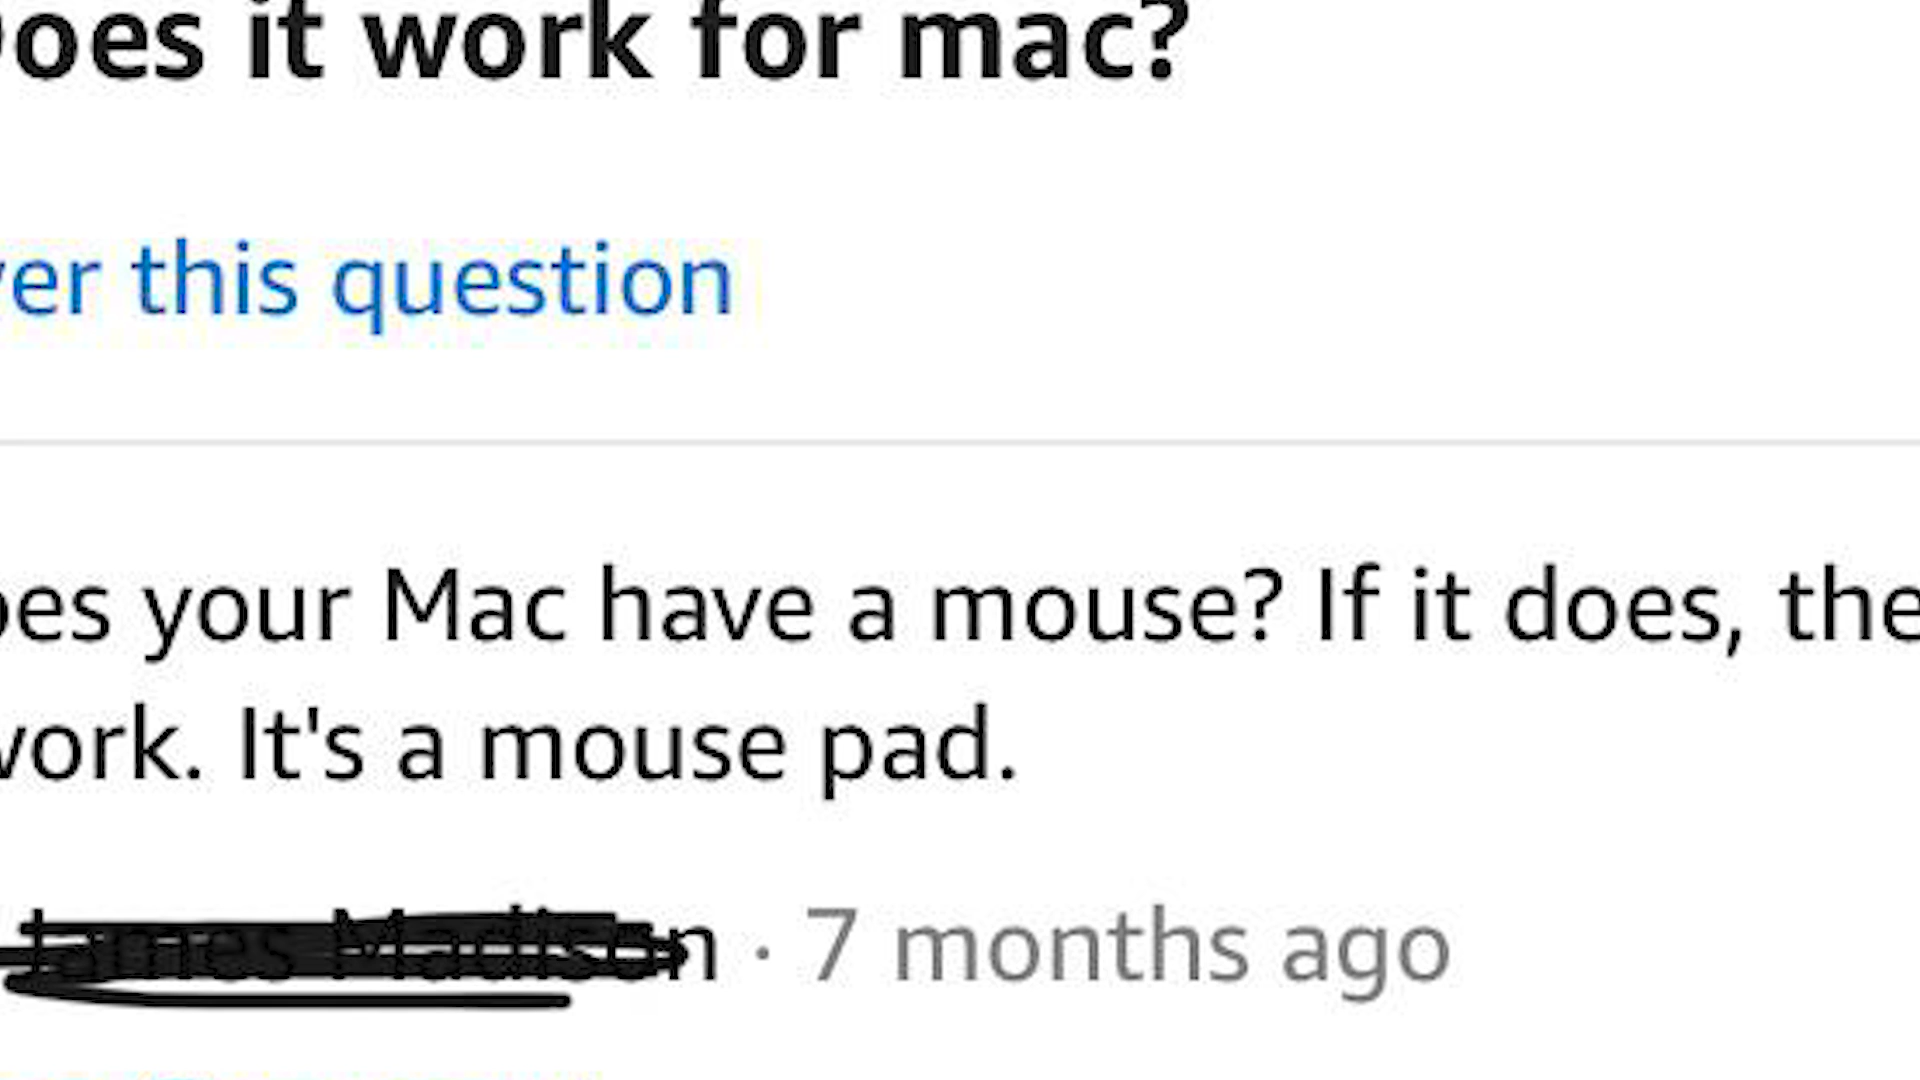 oes it work for mac?
er this question
oes your Mac have a mouse? If it does, the
work. It's a mouse pad.
· 7 months ago